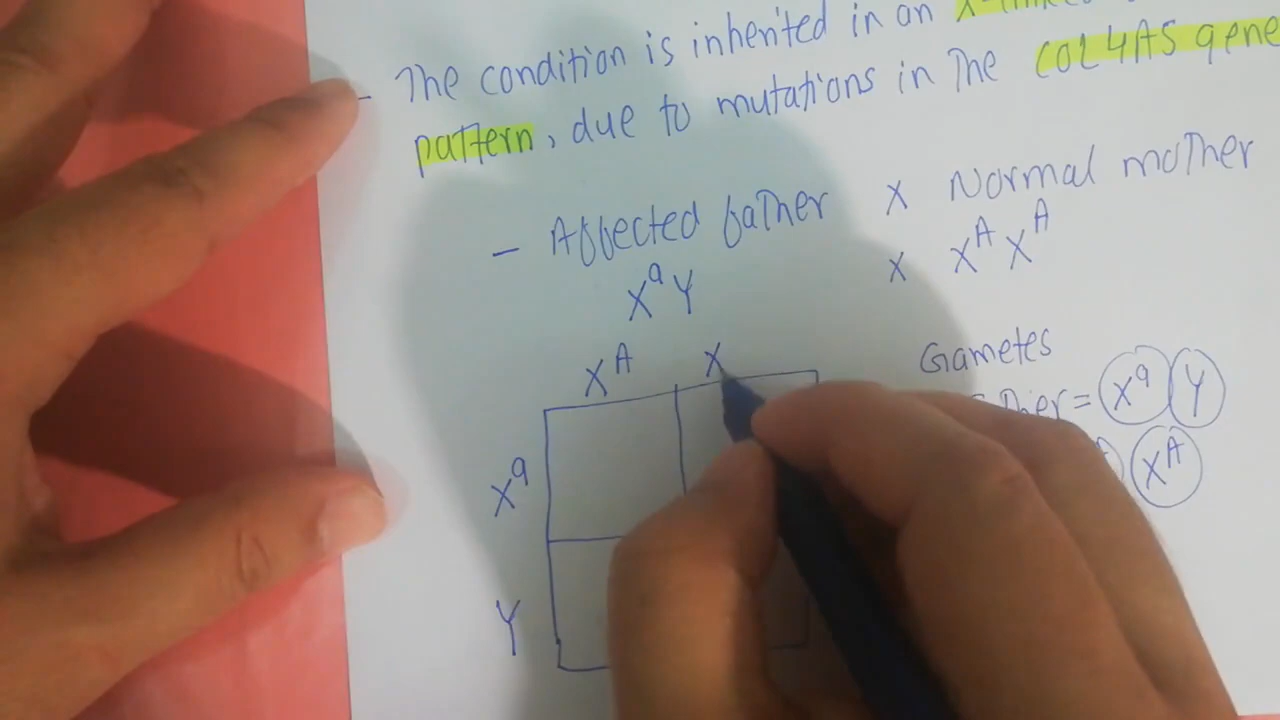 The condition is inherited in an X-linked
pattern, due to mutations in The COL4A5 gene
- Affected father X Normal mother
X^a Y X X^A X^A
Gametes
X^A X
= X^a Y
X^a X^A
Y